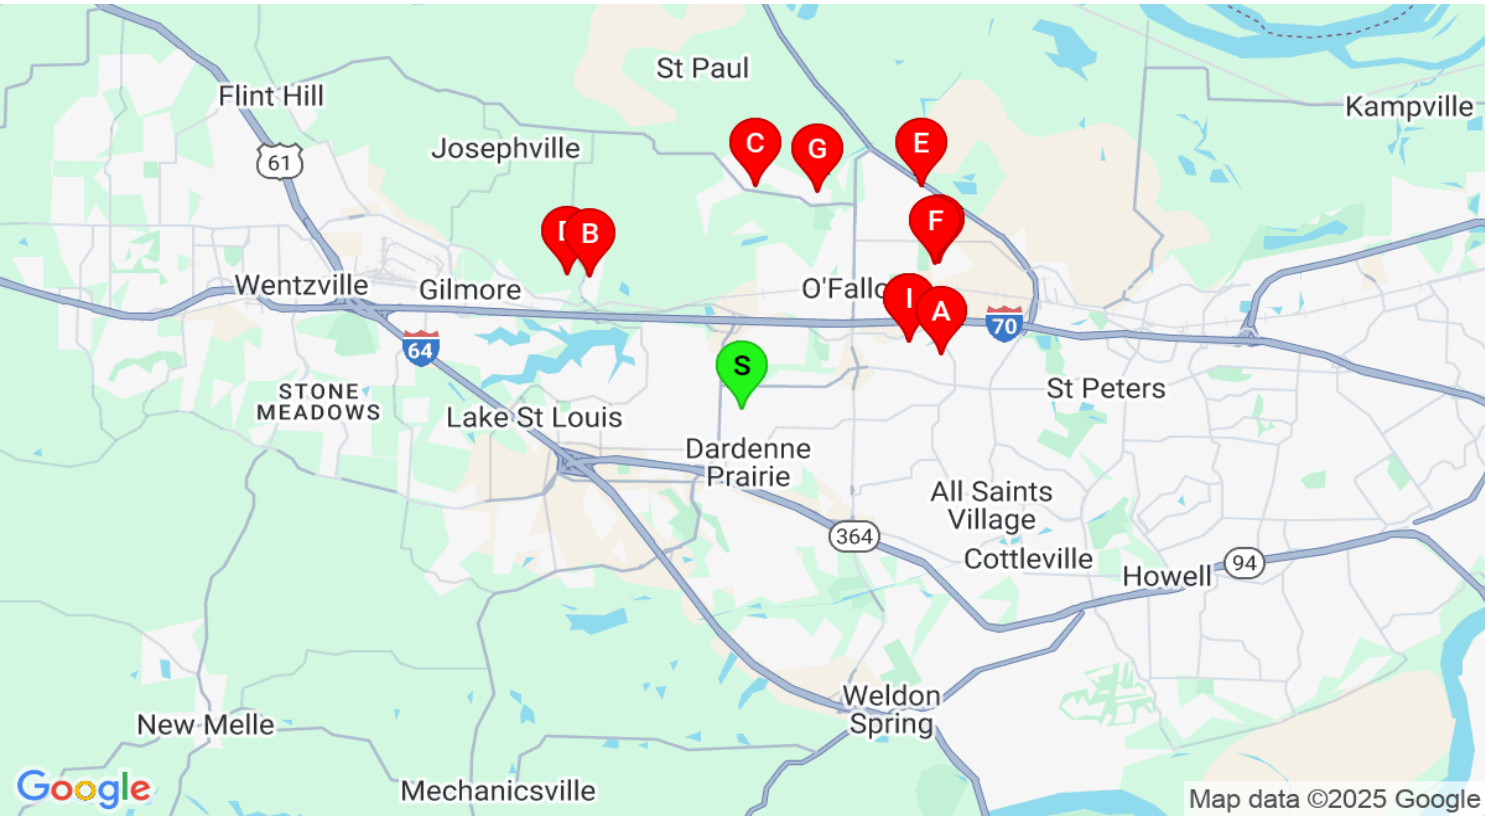 St Paul
Flint Hill
Kampville
Josephville
C
G
E
61
D
B
F
Wentzville
Gilmore
O'Fallo
I
A
70
64
S
STONE
MEADOWS
St Peters
Lake St Louis
Dardenne
Prairie
All Saints
Village
364
Cottleville
Howell
94
Weldon
Spring
New Melle
Google
Mechanicsville
Map data ©2025 Google